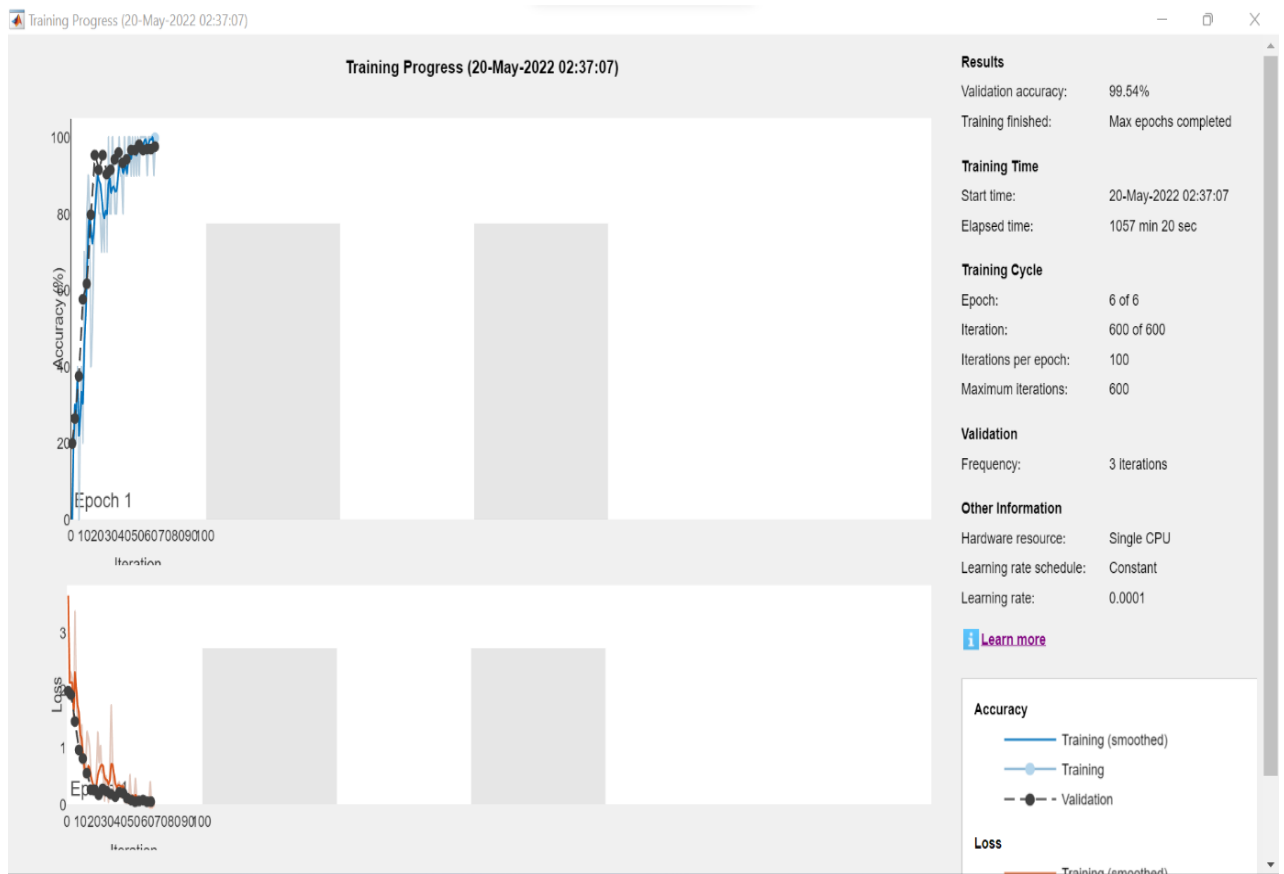 Training Progress (20-May-2022 02:37:07)
Training Progress (20-May-2022 02:37:07)
100
80
60
40
20
0
Accuracy (%)
Epoch 1
0 102030405060708090100
Iteration
3
2
1
0
Loss
0 102030405060708090100
Iteration
Results
Validation accuracy: 99.54%
Training finished: Max epochs completed
Training Time
Start time: 20-May-2022 02:37:07
Elapsed time: 1057 min 20 sec
Training Cycle
Epoch: 6 of 6
Iteration: 600 of 600
Iterations per epoch: 100
Maximum iterations: 600
Validation
Frequency: 3 iterations
Other Information
Hardware resource: Single CPU
Learning rate schedule: Constant
Learning rate: 0.0001
i Learn more
Accuracy
Training (smoothed)
Training
Validation
Loss
Training (smoothed)